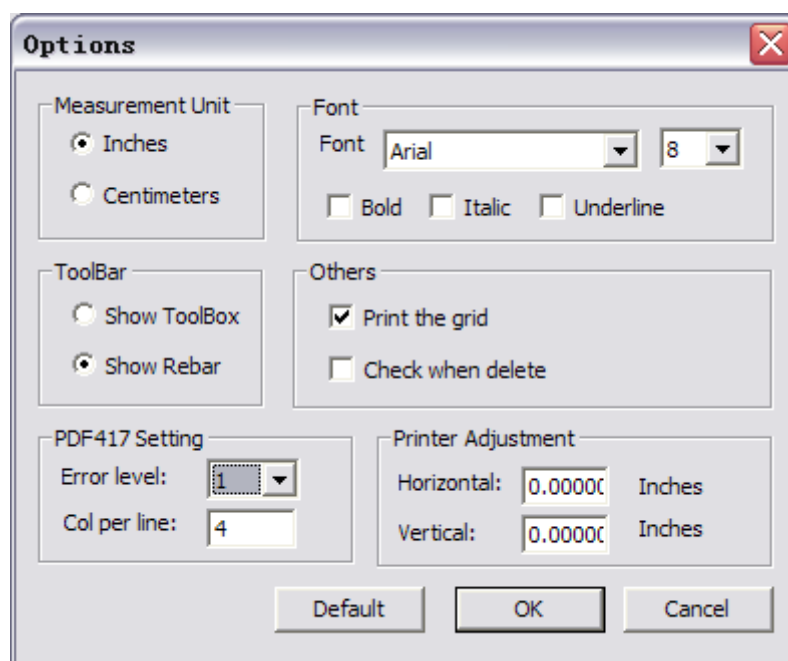 Options
Measurement Unit
Inches
Centimeters
Font
Font Arial 8
Bold Italic Underline
ToolBar
Show ToolBox
Show Rebar
Others
Print the grid
Check when delete
PDF417 Setting
Error level: 1
Col per line: 4
Printer Adjustment
Horizontal: 0.0000 Inches
Vertical: 0.0000 Inches
Default OK Cancel